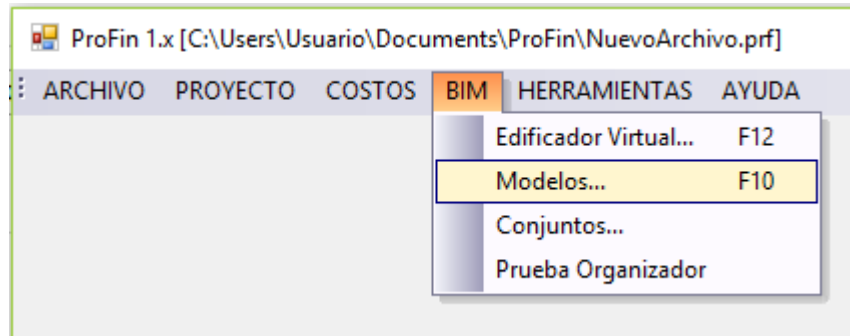 ProFin 1.x [C:\Users\Usuario\Documents\ProFin\NuevoArchivo.prf]
ARCHIVO PROYECTO COSTOS BIM HERRAMIENTAS AYUDA
Edificador Virtual... F12
Modelos... F10
Conjuntos...
Prueba Organizador